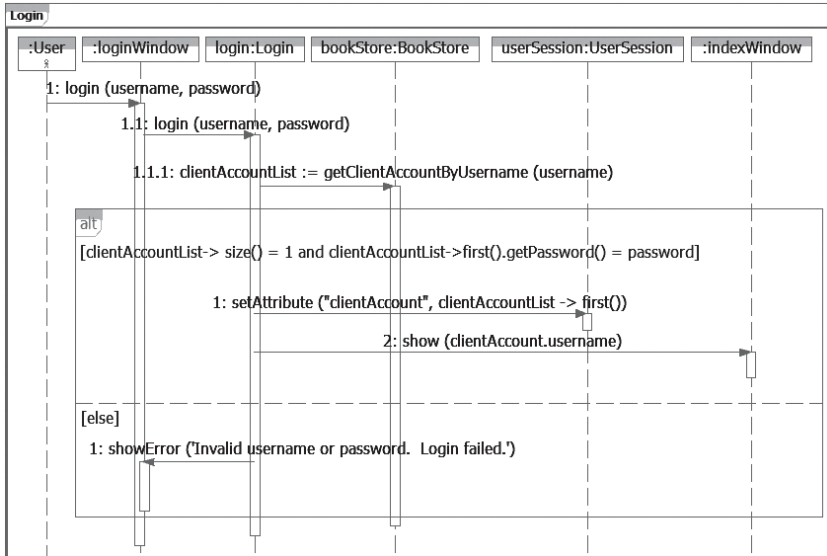 Login
:User
:loginWindow
login:Login
bookStore:BookStore
userSession:UserSession
:indexWindow
1: login (username, password)
1.1: login (username, password)
1.1.1: clientAccountList := getClientAccountByUsername (username)
alt
[clientAccountList-> size() = 1 and clientAccountList->first().getPassword() = password]
1: setAttribute ("clientAccount", clientAccountList -> first())
2: show (clientAccount.username)
[else]
1: showError ('Invalid username or password. Login failed.')